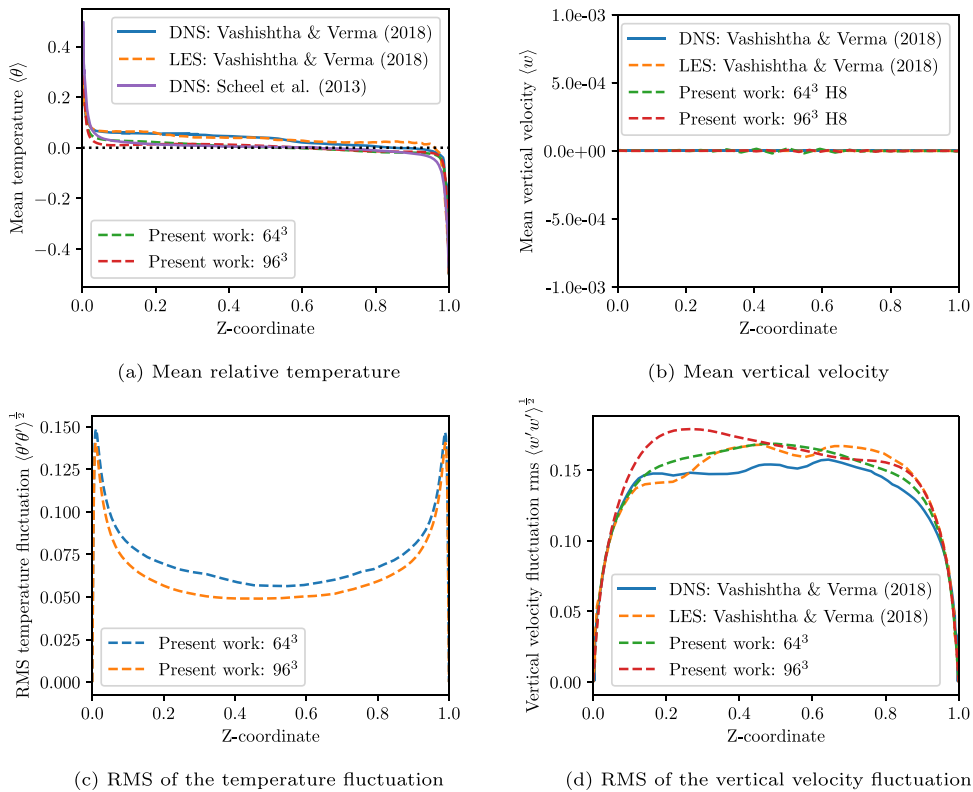 Mean temperature ⟨θ⟩
0.4
0.2
0.0
−0.2
−0.4
DNS: Vashishtha & Verma (2018)
LES: Vashishtha & Verma (2018)
DNS: Scheel et al. (2013)
Present work: 64³
Present work: 96³
0.0 0.2 0.4 0.6 0.8 1.0
Z-coordinate
(a) Mean relative temperature
Mean vertical velocity ⟨w⟩
1.0e-03
5.0e-04
0.0e+00
-5.0e-04
-1.0e-03
DNS: Vashishtha & Verma (2018)
LES: Vashishtha & Verma (2018)
Present work: 64³ H8
Present work: 96³ H8
0.0 0.2 0.4 0.6 0.8 1.0
Z-coordinate
(b) Mean vertical velocity
RMS temperature fluctuation ⟨θ′θ′⟩^½
0.150
0.125
0.100
0.075
0.050
0.025
0.000
Present work: 64³
Present work: 96³
0.0 0.2 0.4 0.6 0.8 1.0
Z-coordinate
(c) RMS of the temperature fluctuation
Vertical velocity fluctuation rms ⟨w′w′⟩^½
0.15
0.10
0.05
0.00
DNS: Vashishtha & Verma (2018)
LES: Vashishtha & Verma (2018)
Present work: 64³
Present work: 96³
0.0 0.2 0.4 0.6 0.8 1.0
Z-coordinate
(d) RMS of the vertical velocity fluctuation